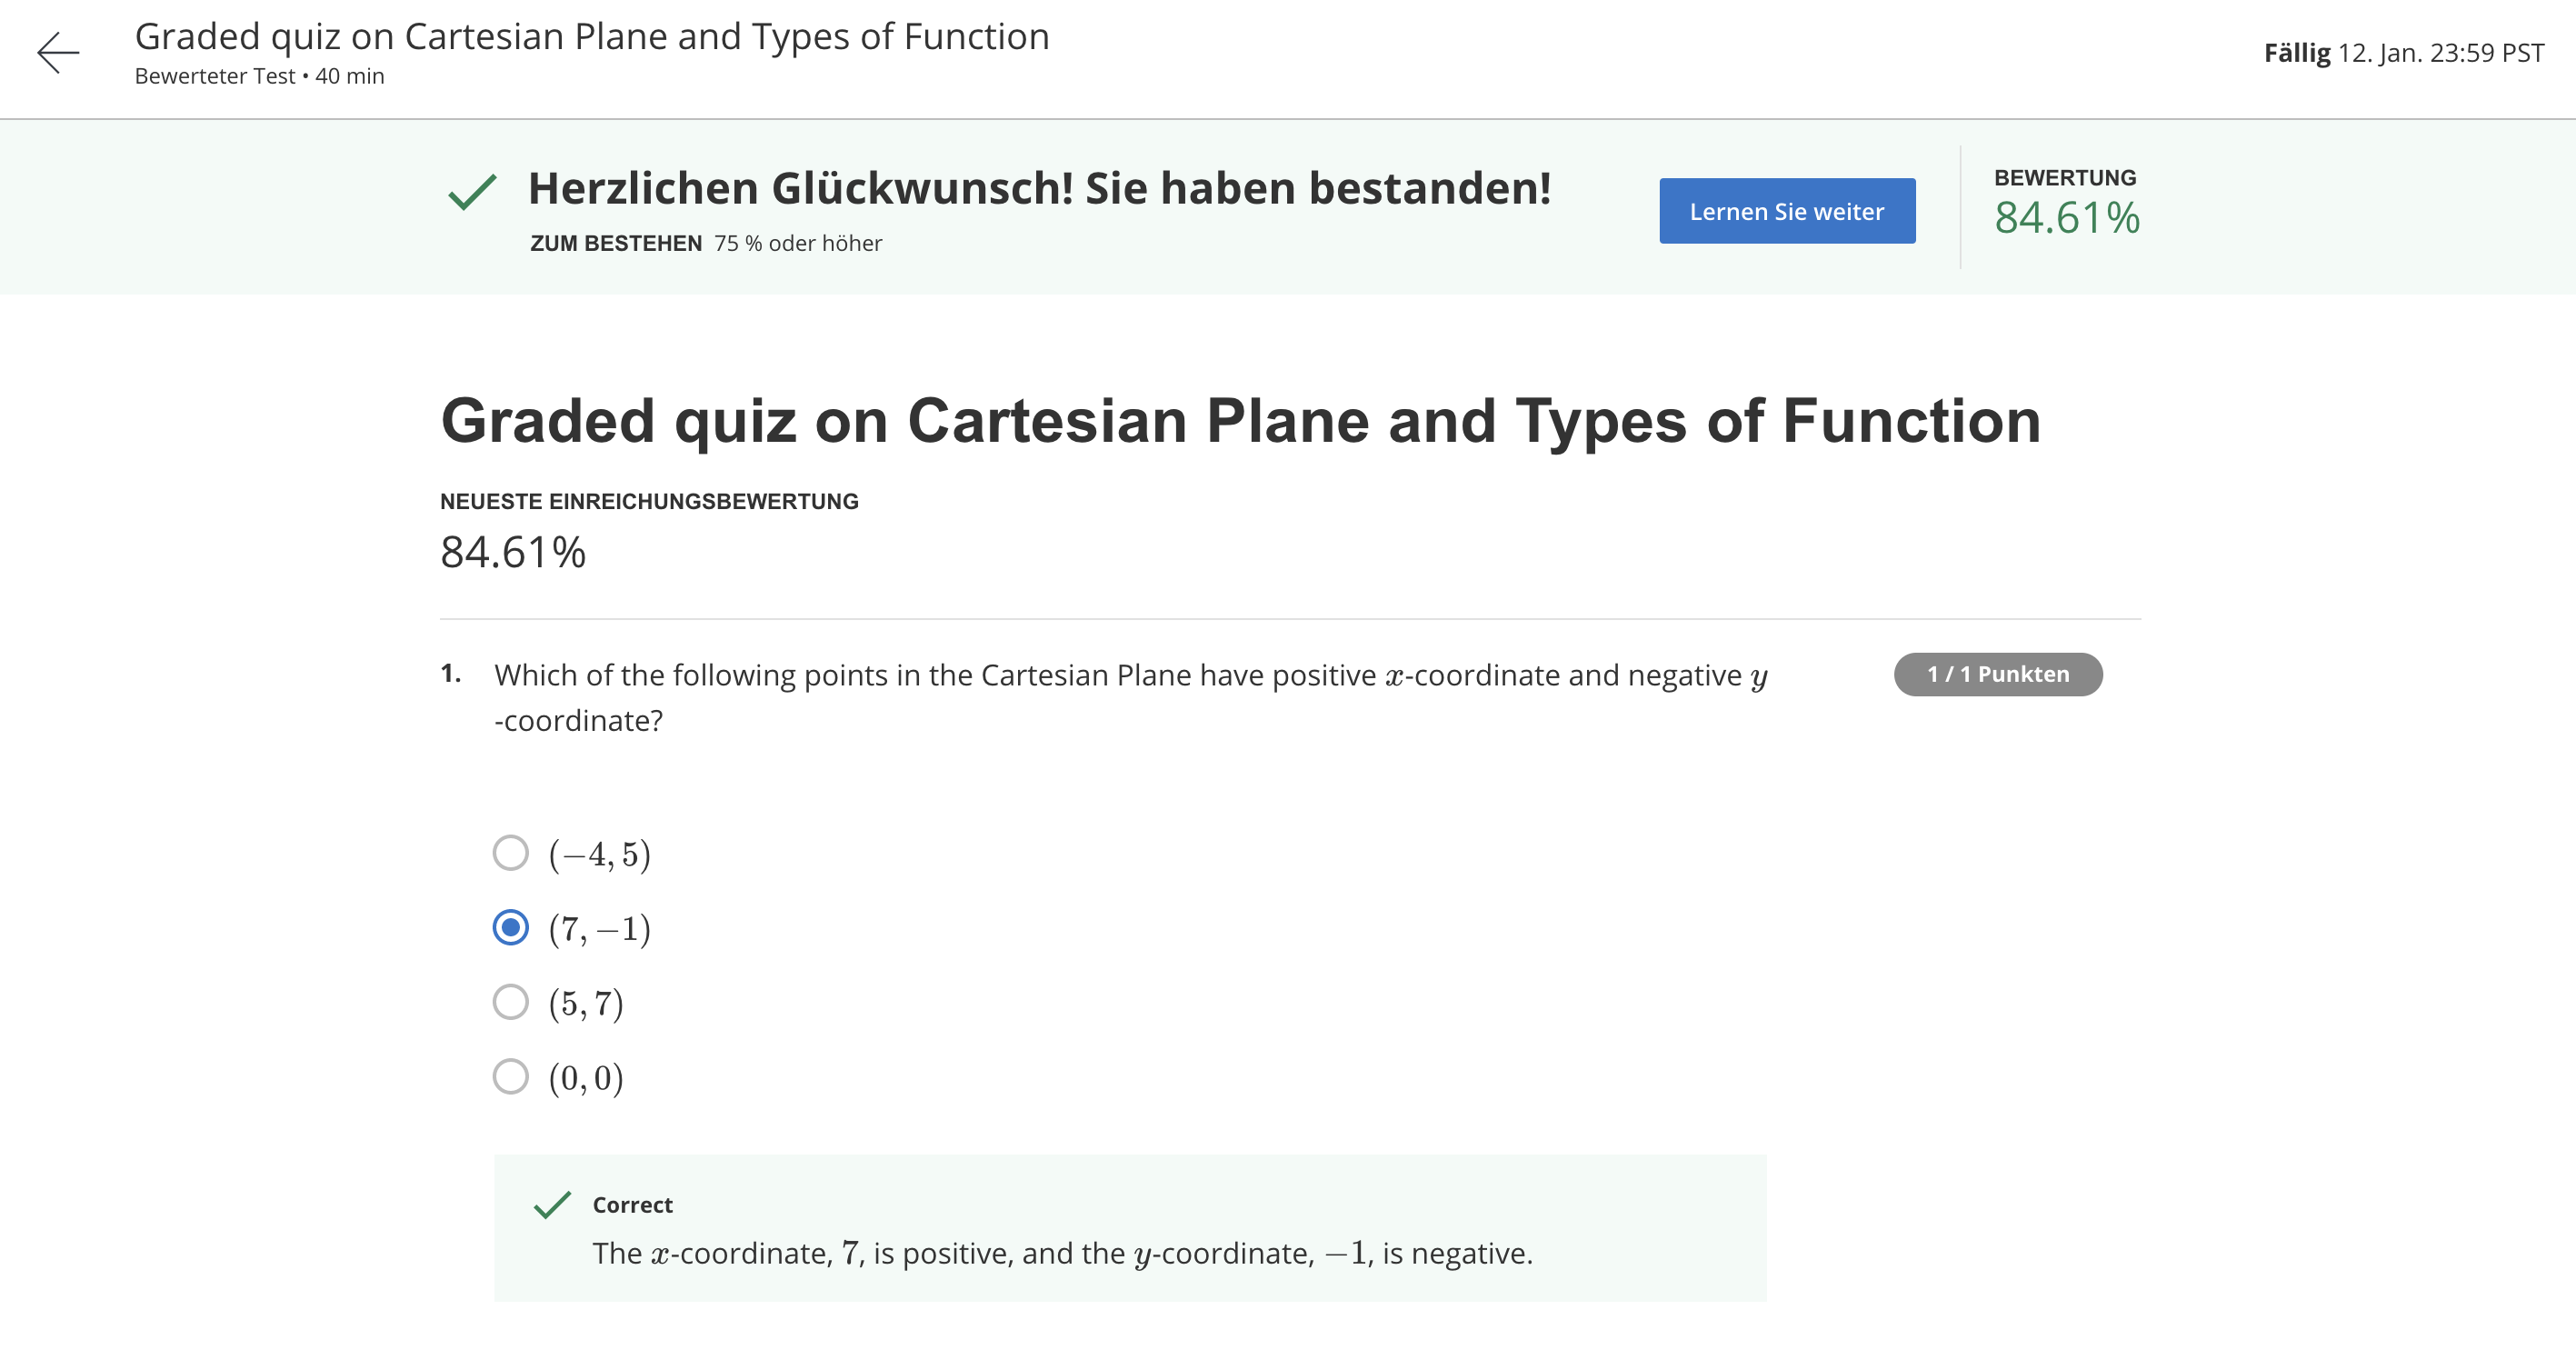 Graded quiz on Cartesian Plane and Types of Function
Bewerteter Test • 40 min
Fällig 12. Jan. 23:59 PST
Herzlichen Glückwunsch! Sie haben bestanden!
ZUM BESTEHEN 75 % oder höher
Lernen Sie weiter
BEWERTUNG
84.61%
Graded quiz on Cartesian Plane and Types of Function
NEUESTE EINREICHUNGSBEWERTUNG
84.61%
1. Which of the following points in the Cartesian Plane have positive x-coordinate and negative y
-coordinate?
1 / 1 Punkten
(−4, 5)
(7, −1)
(5, 7)
(0, 0)
Correct
The x-coordinate, 7, is positive, and the y-coordinate, −1, is negative.